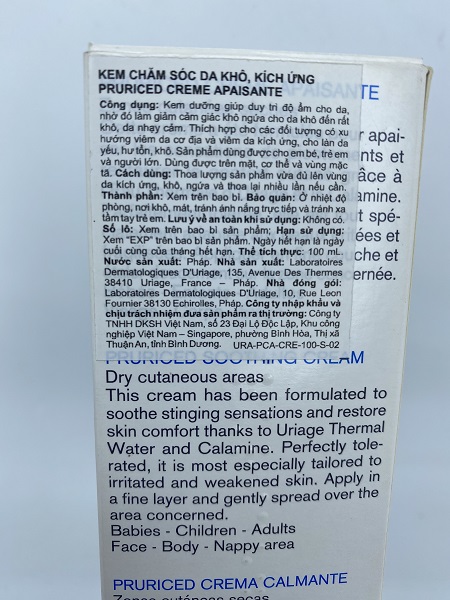 KEM CHĂM SÓC DA KHÔ, KÍCH ỨNG
PRURICED CREME APAISANTE
Công dụng: Kem dưỡng giúp duy trì độ ẩm cho da,
nhờ đó làm giảm cảm giác khô ngứa cho da khô đến rất
khô, da nhạy cảm. Thích hợp cho các đối tượng có xu
hướng viêm da cơ địa và viêm da kích ứng, cho làn da
yếu, hư tổn, khô. Sản phẩm dùng được cho em bé, trẻ em
và người lớn. Dùng được trên mặt, cơ thể và vùng mặc
tã. Cách dùng: Thoa lượng sản phẩm vừa đủ lên vùng
da kích ứng, khô, ngứa và thoa lại nhiều lần nếu cần.
Thành phần: Xem trên bao bì. Bảo quản: Ở nhiệt độ
phòng, nơi khô, mát, tránh ánh nắng trực tiếp và tránh xa
tầm tay trẻ em. Lưu ý về an toàn khi sử dụng: Không có.
Số lô: Xem trên bao bì sản phẩm; Hạn sử dụng:
Xem "EXP" trên bao bì sản phẩm. Ngày hết hạn là ngày
cuối cùng của tháng hết hạn. Thể tích thực: 100 mL.
Nước sản xuất: Pháp. Nhà sản xuất: Laboratoires
Dermatologiques D'Uriage, 135, Avenue Des Thermes
38410 Uriage, France – Pháp. Nhà đóng gói:
Laboratoires Dermatologiques D'Uriage, 10, Rue Leon
Fournier 38130 Echirolles, Pháp. Công ty nhập khẩu và
chịu trách nhiệm đưa sản phẩm ra thị trường: Công ty
TNHH DKSH Việt Nam, số 23 Đại Lộ Độc Lập, Khu công
nghiệp Việt Nam – Singapore, phường Bình Hòa, Thị xã
Thuận An, tỉnh Bình Dương. URA-PCA-CRE-100-S-02
APAISANTE
r apai-
nts et
âce à
amine.
t spé-
tées et
uche et
ernée.
PRURICED SOOTHING CREAM
Dry cutaneous areas
This cream has been formulated to
soothe stinging sensations and restore
skin comfort thanks to Uriage Thermal
Water and Calamine. Perfectly tole-
rated, it is most especially tailored to
irritated and weakened skin. Apply in
a fine layer and gently spread over the
area concerned.
Babies - Children - Adults
Face - Body - Nappy area
PRURICED CREMA CALMANTE
Zonas cutáneas secas